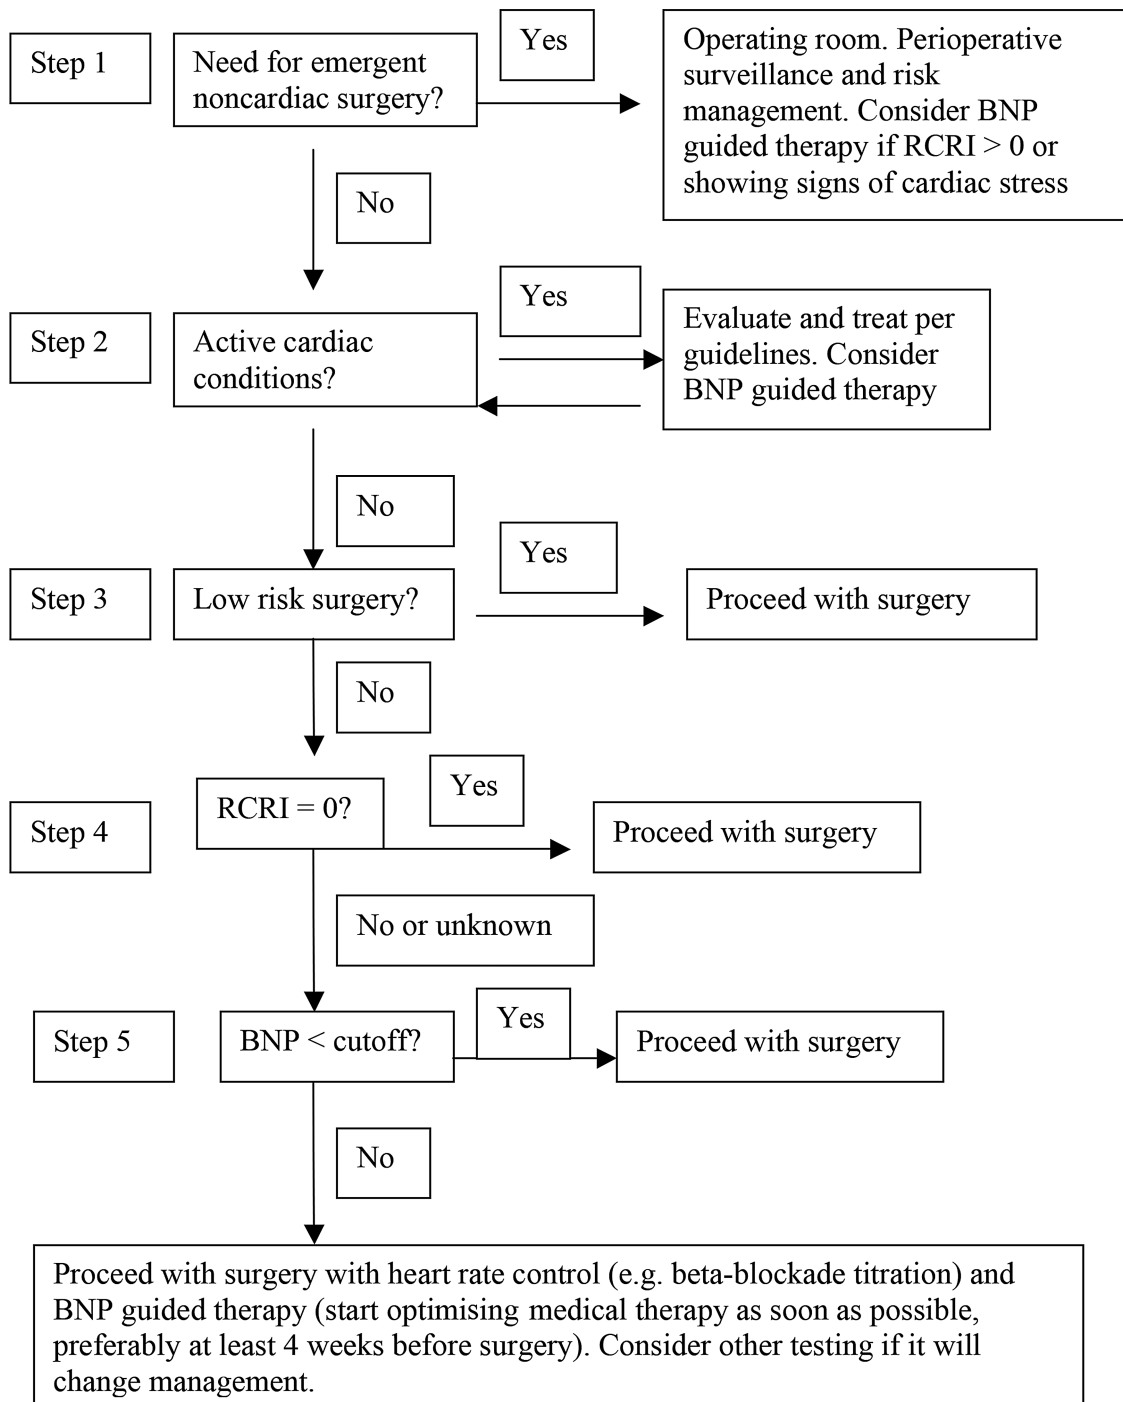 Step 1
Need for emergent
noncardiac surgery?
Yes
Operating room. Perioperative
surveillance and risk
management. Consider BNP
guided therapy if RCRI > 0 or
showing signs of cardiac stress
No
Step 2
Active cardiac
conditions?
Yes
Evaluate and treat per
guidelines. Consider
BNP guided therapy
No
Step 3
Low risk surgery?
Yes
Proceed with surgery
No
Step 4
RCRI = 0?
Yes
Proceed with surgery
No or unknown
Step 5
BNP < cutoff?
Yes
Proceed with surgery
No
Proceed with surgery with heart rate control (e.g. beta-blockade titration) and
BNP guided therapy (start optimising medical therapy as soon as possible,
preferably at least 4 weeks before surgery). Consider other testing if it will
change management.